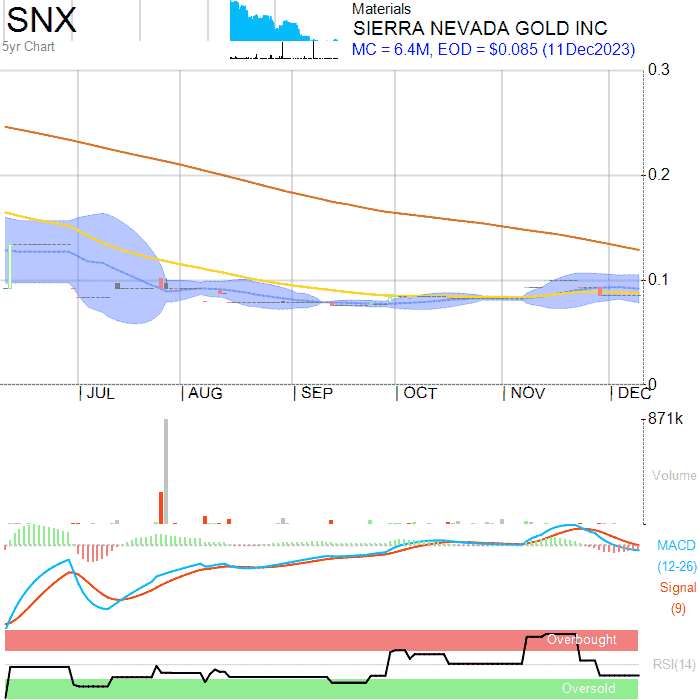 SNX
5yr Chart
Materials
SIERRA NEVADA GOLD INC
MC = 6.4M, EOD = $0.085 (11Dec2023)
0.3
0.2
0.1
0
JUL AUG SEP OCT NOV DEC
871k
Volume
MACD
(12-26)
Signal
(9)
Overbought
RSI(14)
Oversold